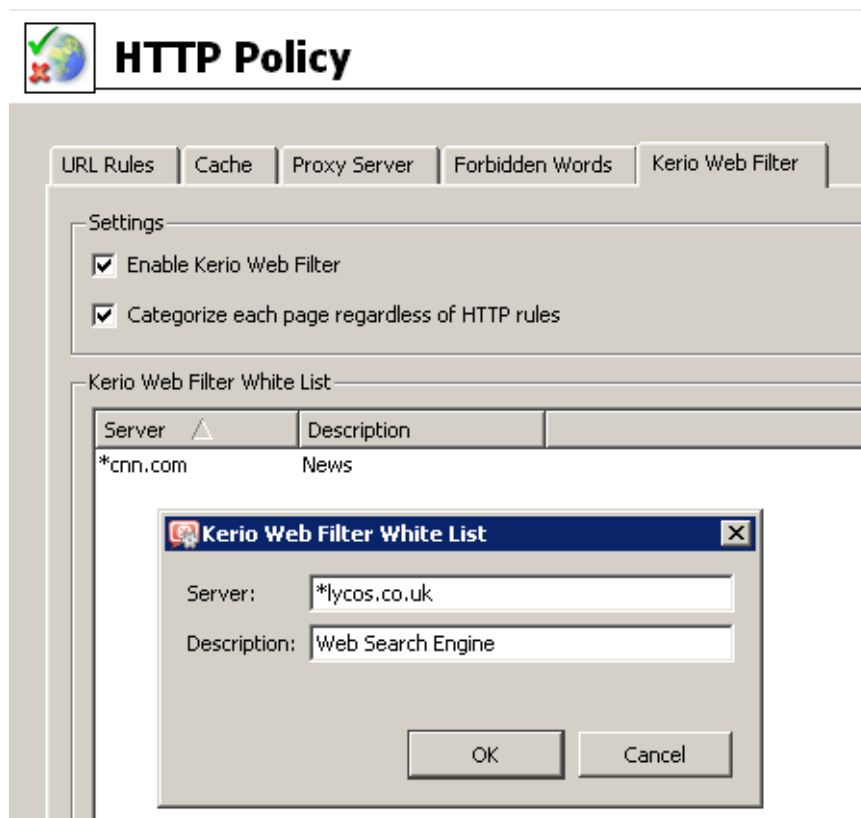 HTTP Policy
URL Rules Cache Proxy Server Forbidden Words Kerio Web Filter
Settings
Enable Kerio Web Filter
Categorize each page regardless of HTTP rules
Kerio Web Filter White List
Server Description
*cnn.com News
Kerio Web Filter White List
Server: *lycos.co.uk
Description: Web Search Engine
OK Cancel